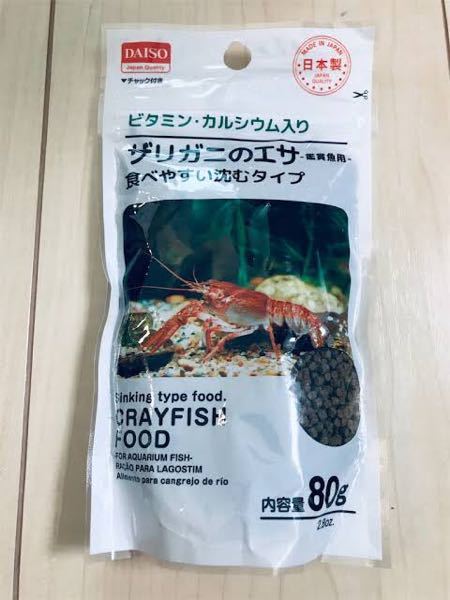 DAISO
Japan Quality
▼チャック付き
MADE IN JAPAN
日本製
JAPAN QUALITY
ビタミン・カルシウム入り
ザリガニのエサ-鑑賞魚用-
食べやすい沈むタイプ
Sinking type food.
CRAYFISH
FOOD
-FOR AQUARIUM FISH-
RAÇÃO PARA LAGOSTIM
Alimento para cangrejo de río
内容量 80g
2.8oz.